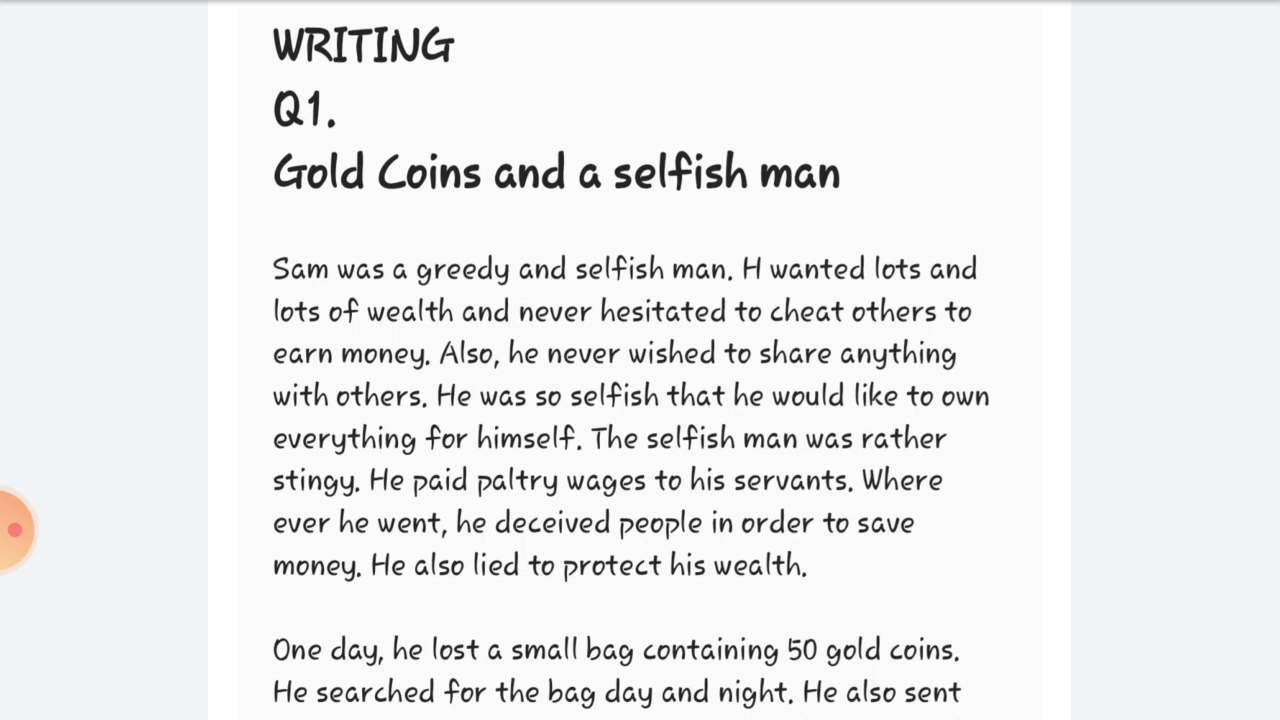 WRITING
Q1.
Gold Coins and a selfish man
Sam was a greedy and selfish man. H wanted lots and
lots of wealth and never hesitated to cheat others to
earn money. Also, he never wished to share anything
with others. He was so selfish that he would like to own
everything for himself. The selfish man was rather
stingy. He paid paltry wages to his servants. Where
ever he went, he deceived people in order to save
money. He also lied to protect his wealth.
One day, he lost a small bag containing 50 gold coins.
He searched for the bag day and night. He also sent